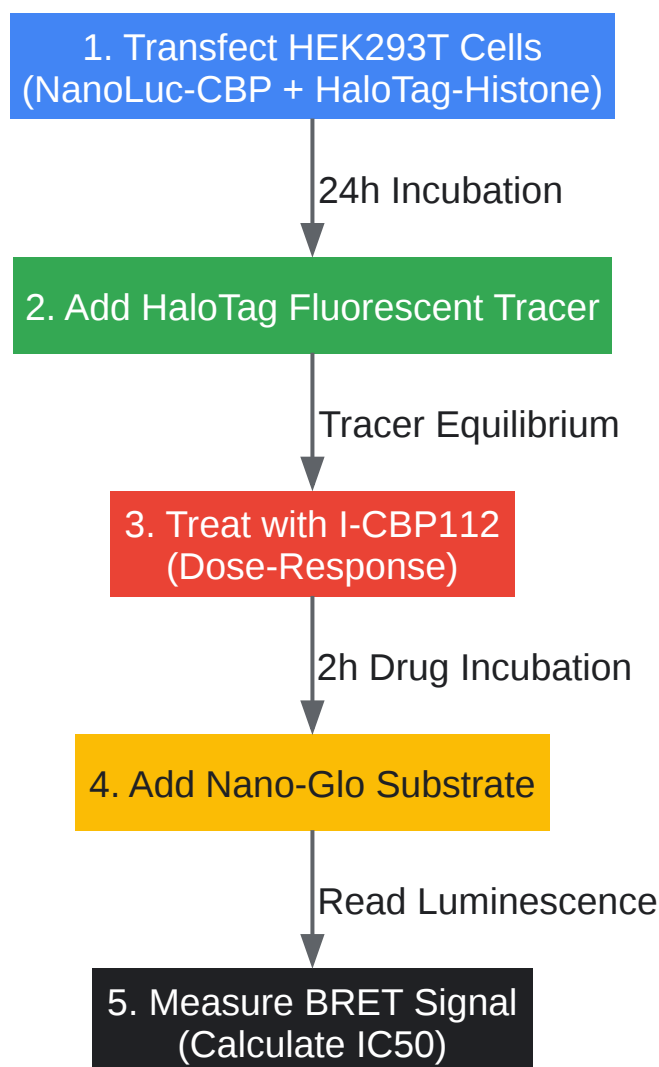 1. Transfect HEK293T Cells
(NanoLuc-CBP + HaloTag-Histone)
24h Incubation
2. Add HaloTag Fluorescent Tracer
Tracer Equilibrium
3. Treat with I-CBP112
(Dose-Response)
2h Drug Incubation
4. Add Nano-Glo Substrate
Read Luminescence
5. Measure BRET Signal
(Calculate IC50)